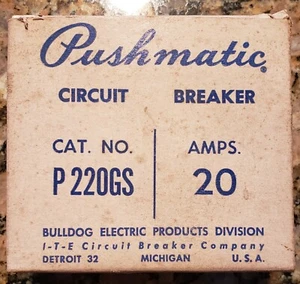 Pushmatic.
CIRCUIT BREAKER
CAT. NO. AMPS.
P 220GS 20
BULLDOG ELECTRIC PRODUCTS DIVISION
I-T-E Circuit Breaker Company
DETROIT 32 MICHIGAN U.S.A.